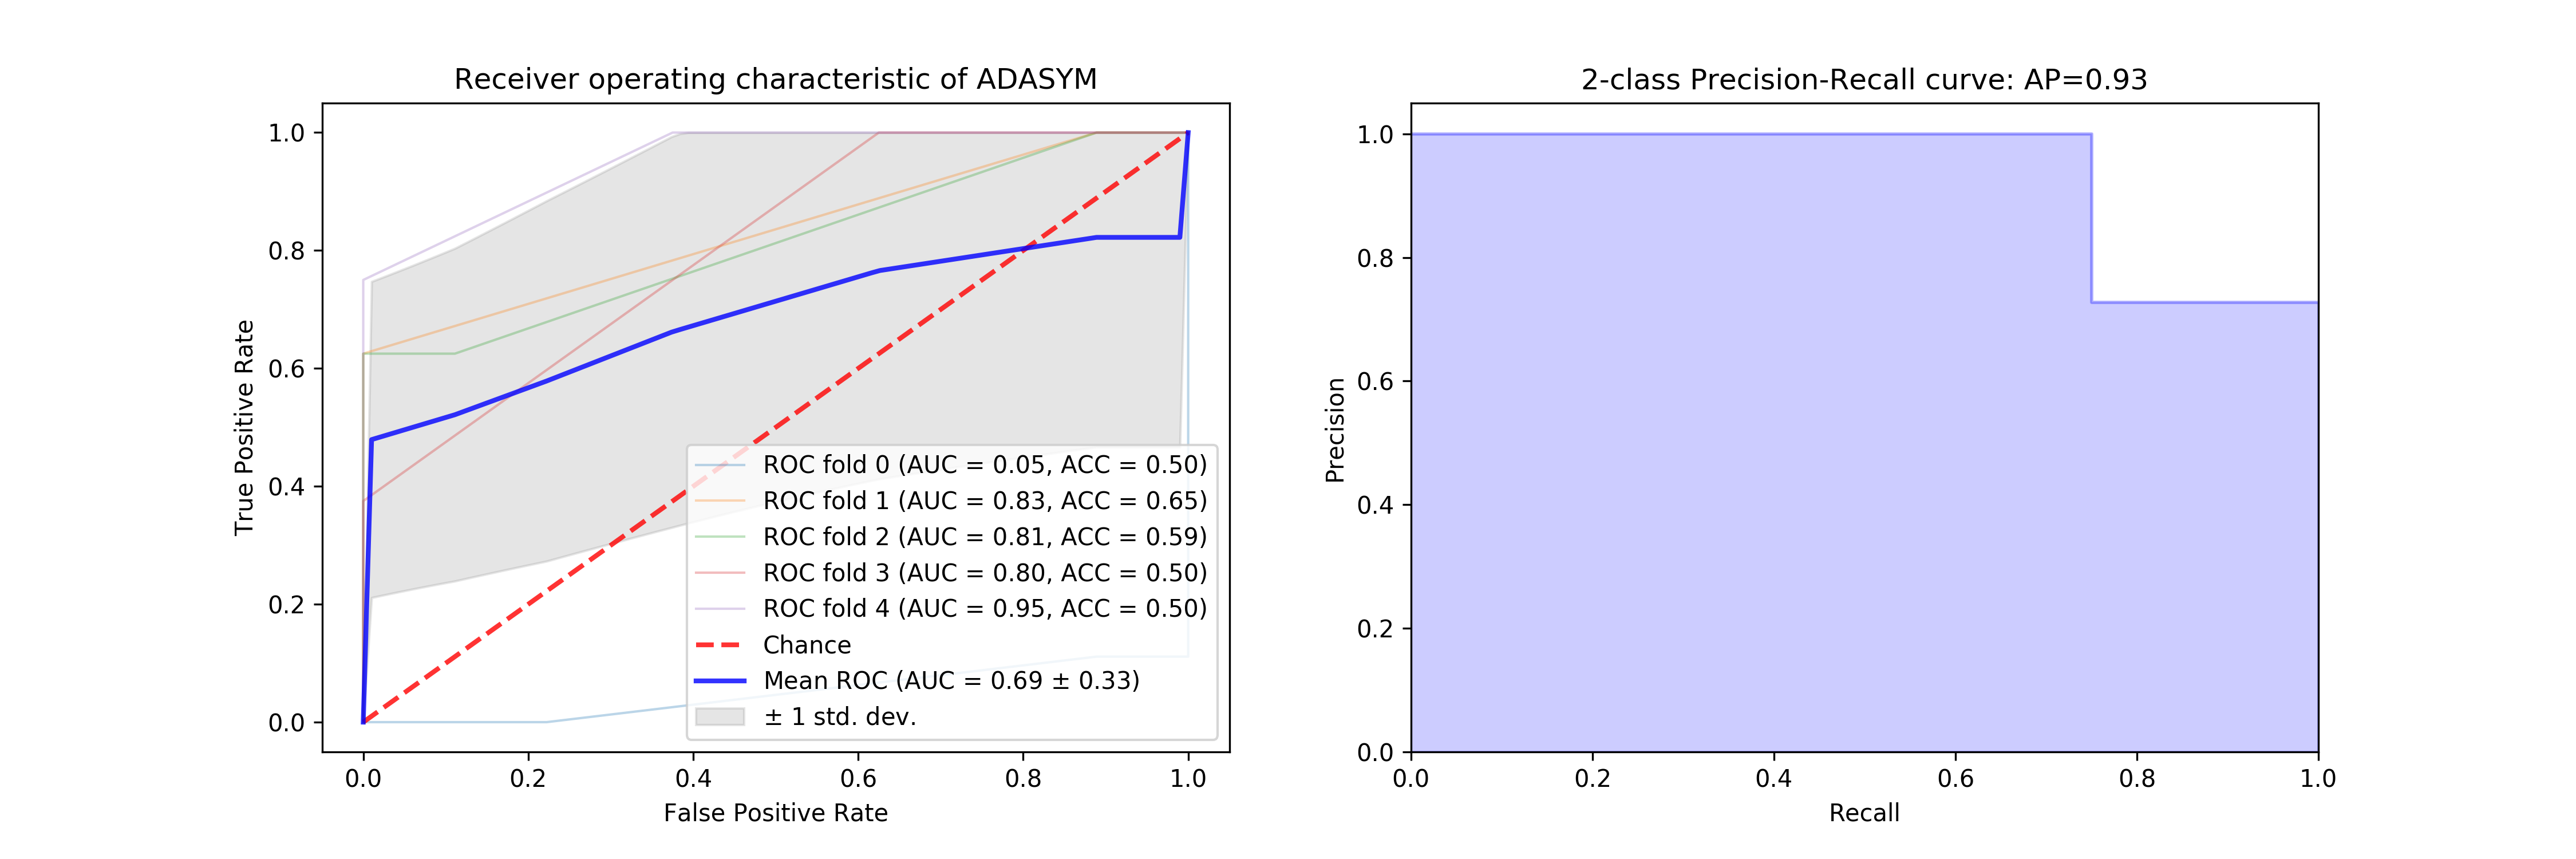 Receiver operating characteristic of ADASYM
True Positive Rate
1.0
0.8
0.6
0.4
0.2
0.0
ROC fold 0 (AUC = 0.05, ACC = 0.50)
ROC fold 1 (AUC = 0.83, ACC = 0.65)
ROC fold 2 (AUC = 0.81, ACC = 0.59)
ROC fold 3 (AUC = 0.80, ACC = 0.50)
ROC fold 4 (AUC = 0.95, ACC = 0.50)
Chance
Mean ROC (AUC = 0.69 ± 0.33)
± 1 std. dev.
0.0 0.2 0.4 0.6 0.8 1.0
False Positive Rate
2-class Precision-Recall curve: AP=0.93
Precision
1.0
0.8
0.6
0.4
0.2
0.0
0.0 0.2 0.4 0.6 0.8 1.0
Recall